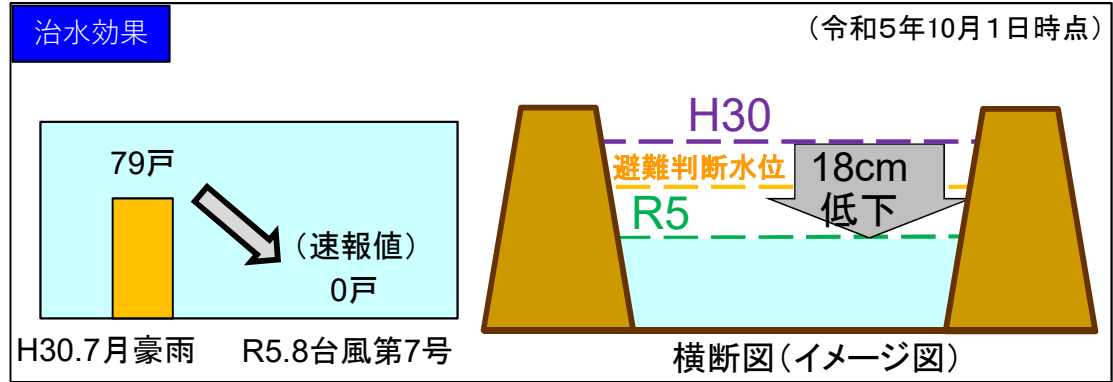 治水効果
（令和５年10月１日時点）
79戸
（速報値）
0戸
H30.7月豪雨
R5.8台風第7号
H30
避難判断水位
18cm
低下
R5
横断図（イメージ図）